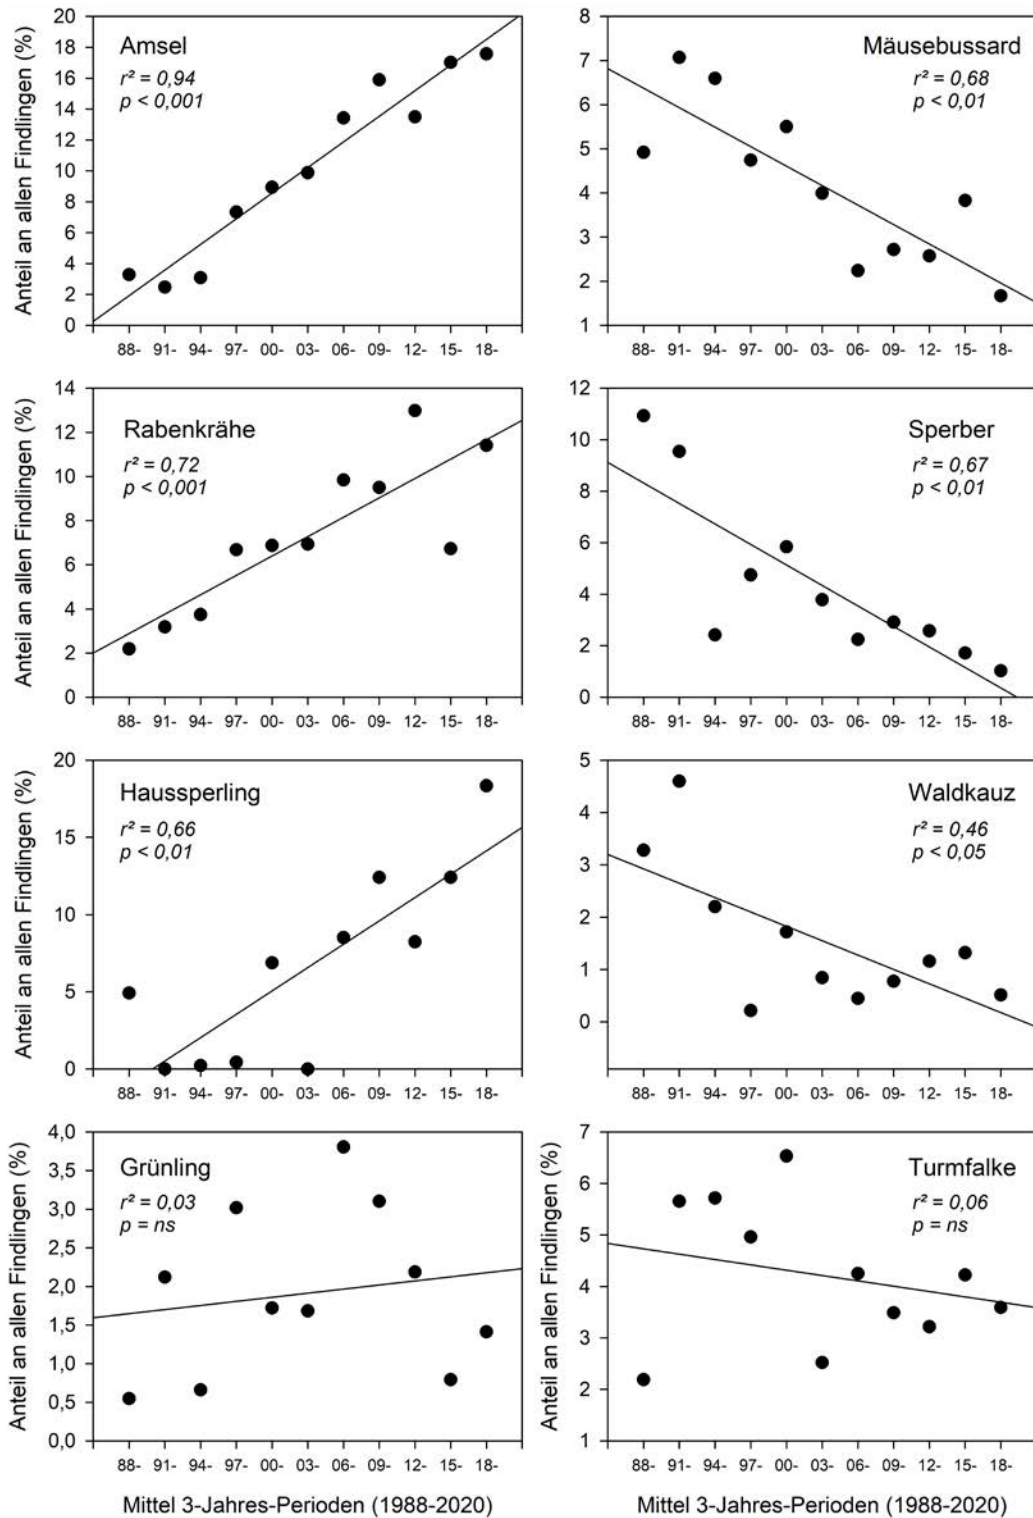 Anteil an allen Findlingen (%)
20
18
16
14
12
10
8
6
4
2
0
Amsel
r² = 0,94
p < 0,001
88- 91- 94- 97- 00- 03- 06- 09- 12- 15- 18-
8
7
6
5
4
3
2
1
Mäusebussard
r² = 0,68
p < 0,01
88- 91- 94- 97- 00- 03- 06- 09- 12- 15- 18-
Anteil an allen Findlingen (%)
14
12
10
8
6
4
2
0
Rabenkrähe
r² = 0,72
p < 0,001
88- 91- 94- 97- 00- 03- 06- 09- 12- 15- 18-
12
10
8
6
4
2
0
Sperber
r² = 0,67
p < 0,01
88- 91- 94- 97- 00- 03- 06- 09- 12- 15- 18-
Anteil an allen Findlingen (%)
20
15
10
5
0
Haussperling
r² = 0,66
p < 0,01
88- 91- 94- 97- 00- 03- 06- 09- 12- 15- 18-
5
4
3
2
1
0
Waldkauz
r² = 0,46
p < 0,05
88- 91- 94- 97- 00- 03- 06- 09- 12- 15- 18-
Anteil an allen Findlingen (%)
4,0
3,5
3,0
2,5
2,0
1,5
1,0
0,5
0,0
Grünling
r² = 0,03
p = ns
88- 91- 94- 97- 00- 03- 06- 09- 12- 15- 18-
Mittel 3-Jahres-Perioden (1988-2020)
Anteil an allen Findlingen (%)
7
6
5
4
3
2
1
Turmfalke
r² = 0,06
p = ns
88- 91- 94- 97- 00- 03- 06- 09- 12- 15- 18-
Mittel 3-Jahres-Perioden (1988-2020)